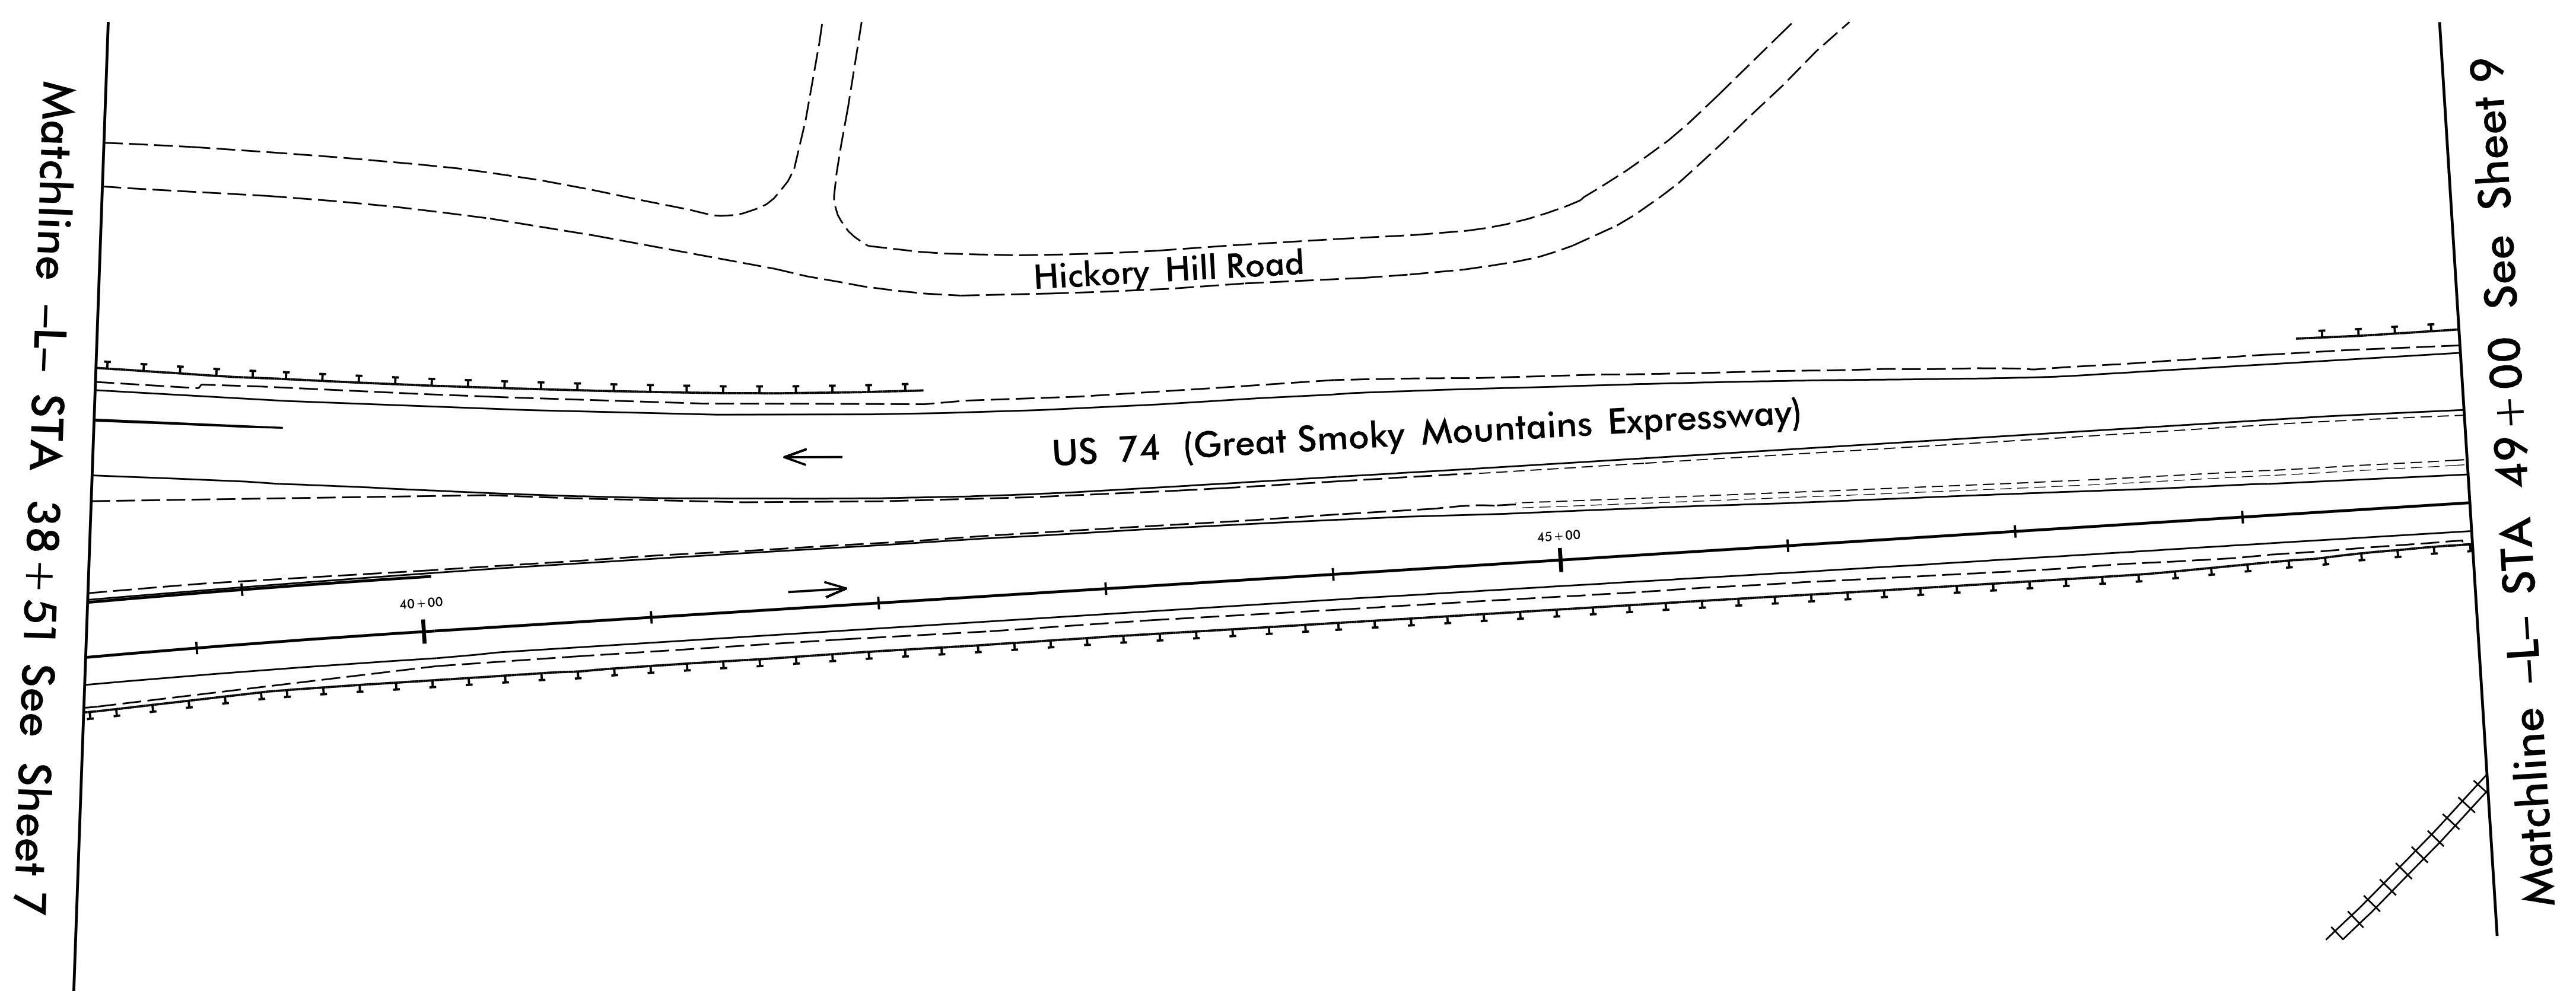 Matchline -L- STA 38+51 See Sheet 7
Hickory Hill Road
US 74 (Great Smoky Mountains Expressway)
45+00
40+00
Matchline -L- STA 49+00 See Sheet 9